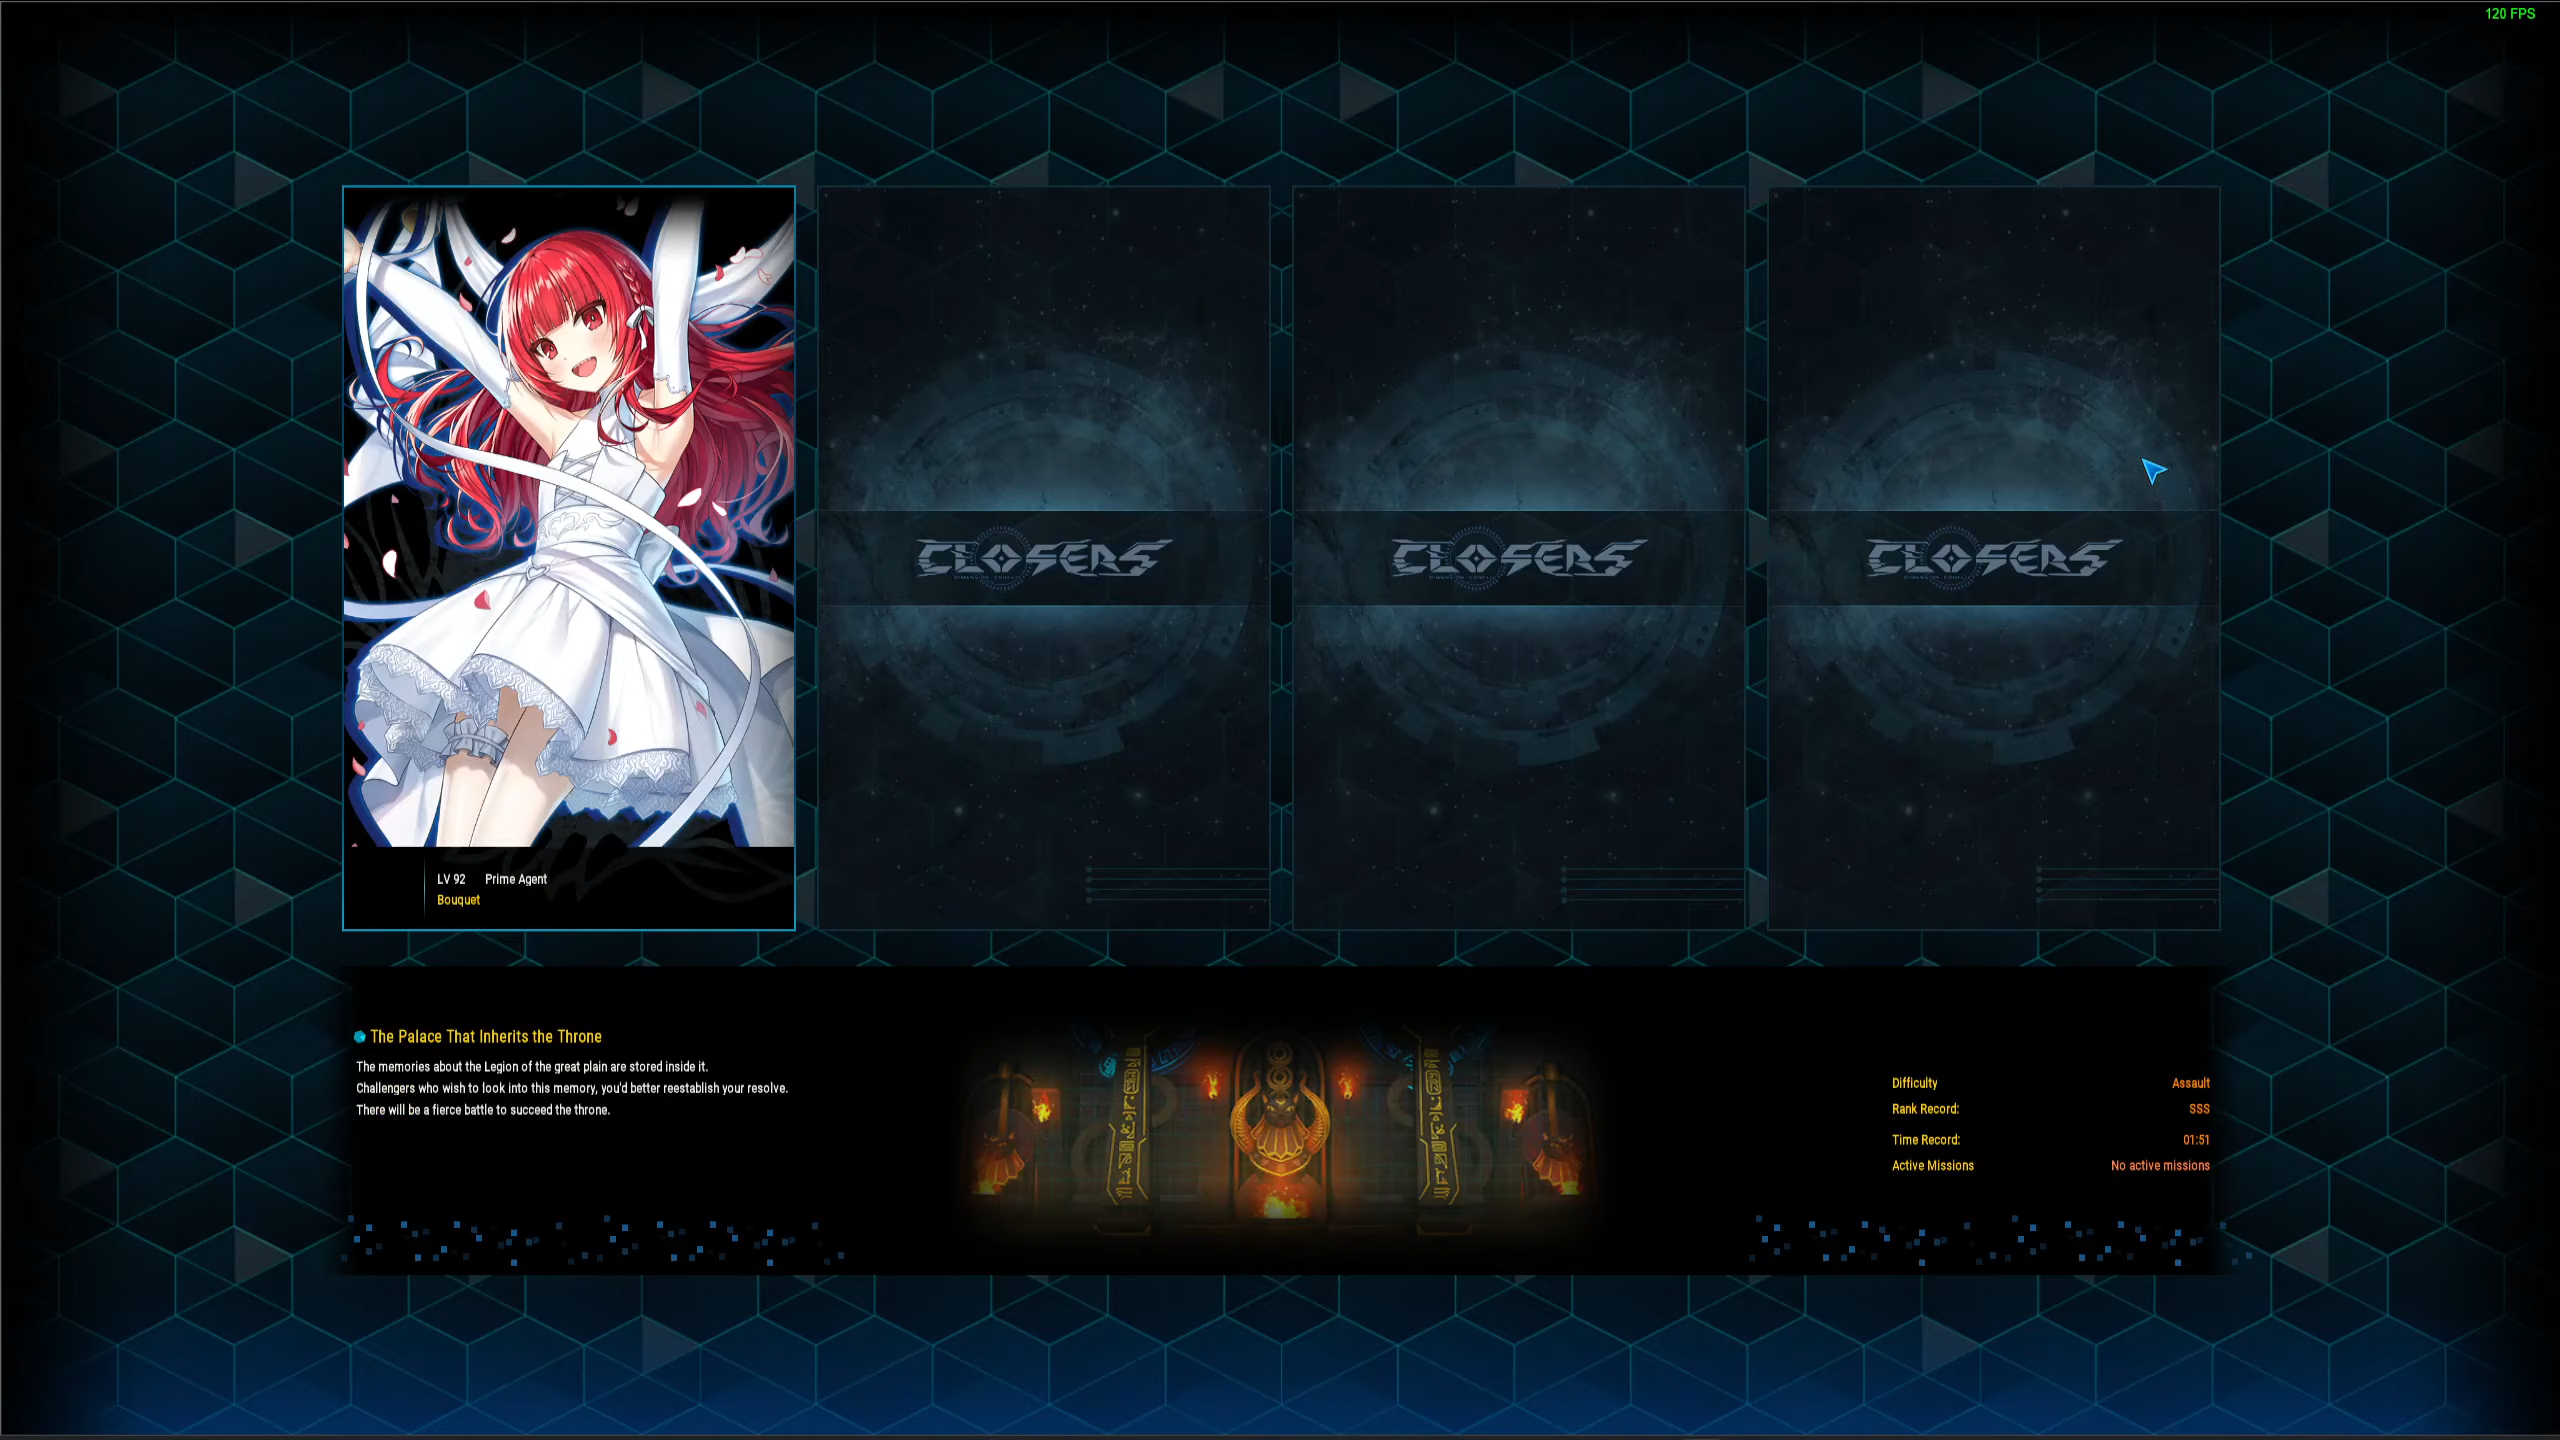 120 FPS
CLOSERS
CLOSERS
CLOSERS
LV 92 Prime Agent
Bouquet
The Palace That Inherits the Throne
The memories about the Legion of the great plain are stored inside it.
Challengers who wish to look into this memory, you'd better reestablish your resolve.
There will be a fierce battle to succeed the throne.
Difficulty Assault
Rank Record: SSS
Time Record: 01:51
Active Missions No active missions